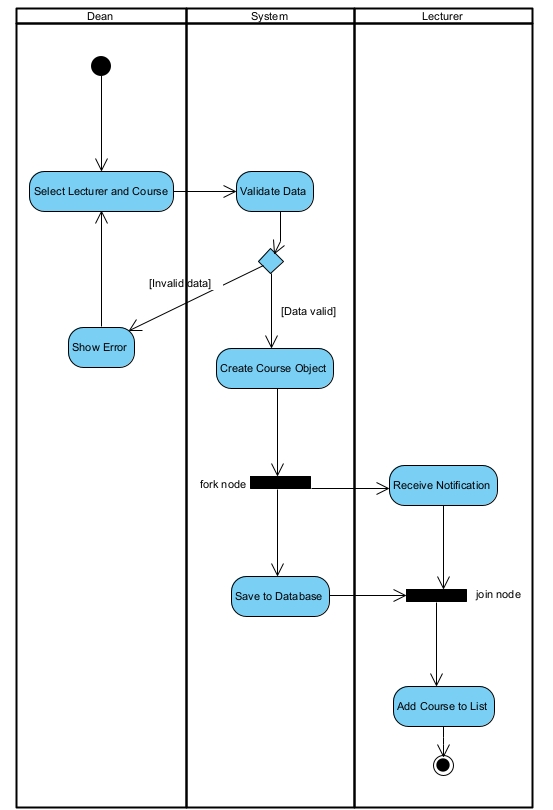 Dean
System
Lecturer
Select Lecturer and Course
Validate Data
[Invalid data]
[Data valid]
Show Error
Create Course Object
fork node
Receive Notification
Save to Database
join node
Add Course to List